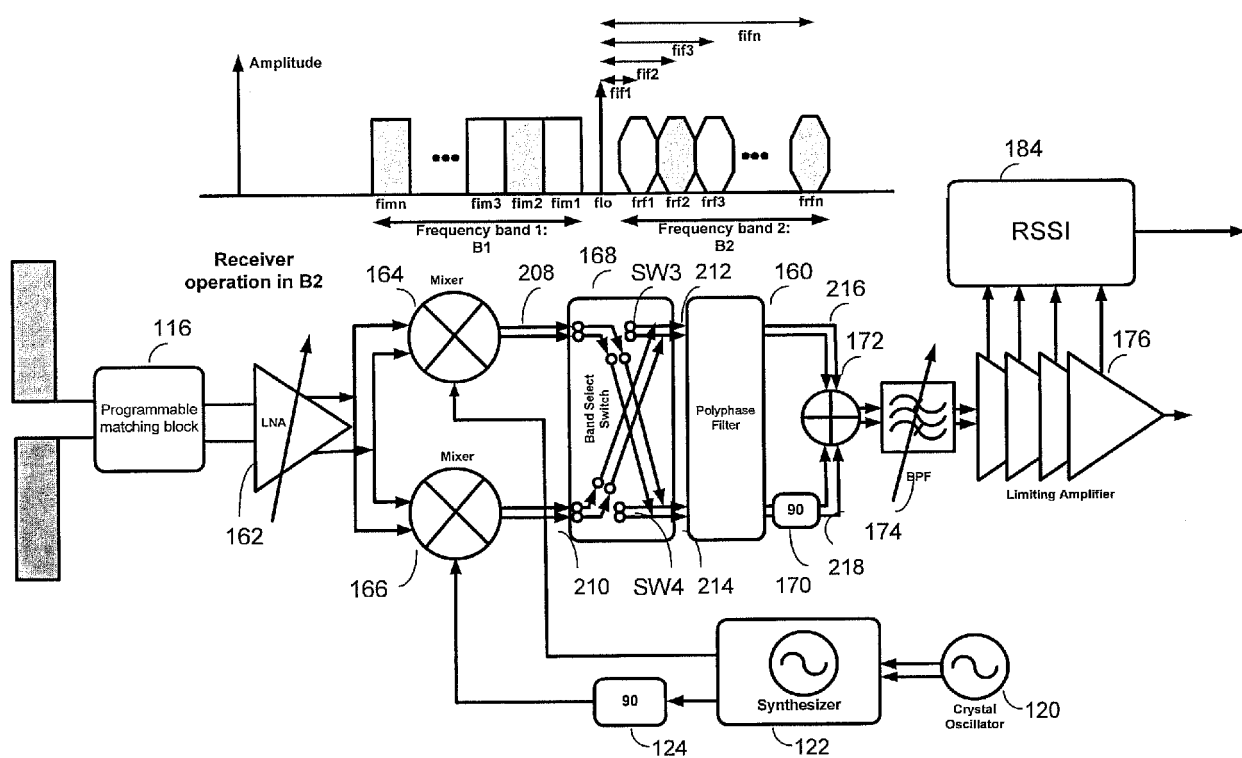 Amplitude
fifn
fif3
fif2
fif1
fimn
fim3
fim2
fim1
flo
frf1
frf2
frf3
frfn
Frequency band 1:
B1
Frequency band 2:
B2
184
RSSI
Receiver
operation in B2
164
Mixer
208
168
SW3
212
160
216
116
172
176
Programmable
matching block
LNA
Band Select
Switch
Polyphase
Filter
Mixer
BPF
Limiting Amplifier
162
90
174
166
210
SW4
214
170
218
Synthesizer
90
Crystal
Oscillator
120
124
122